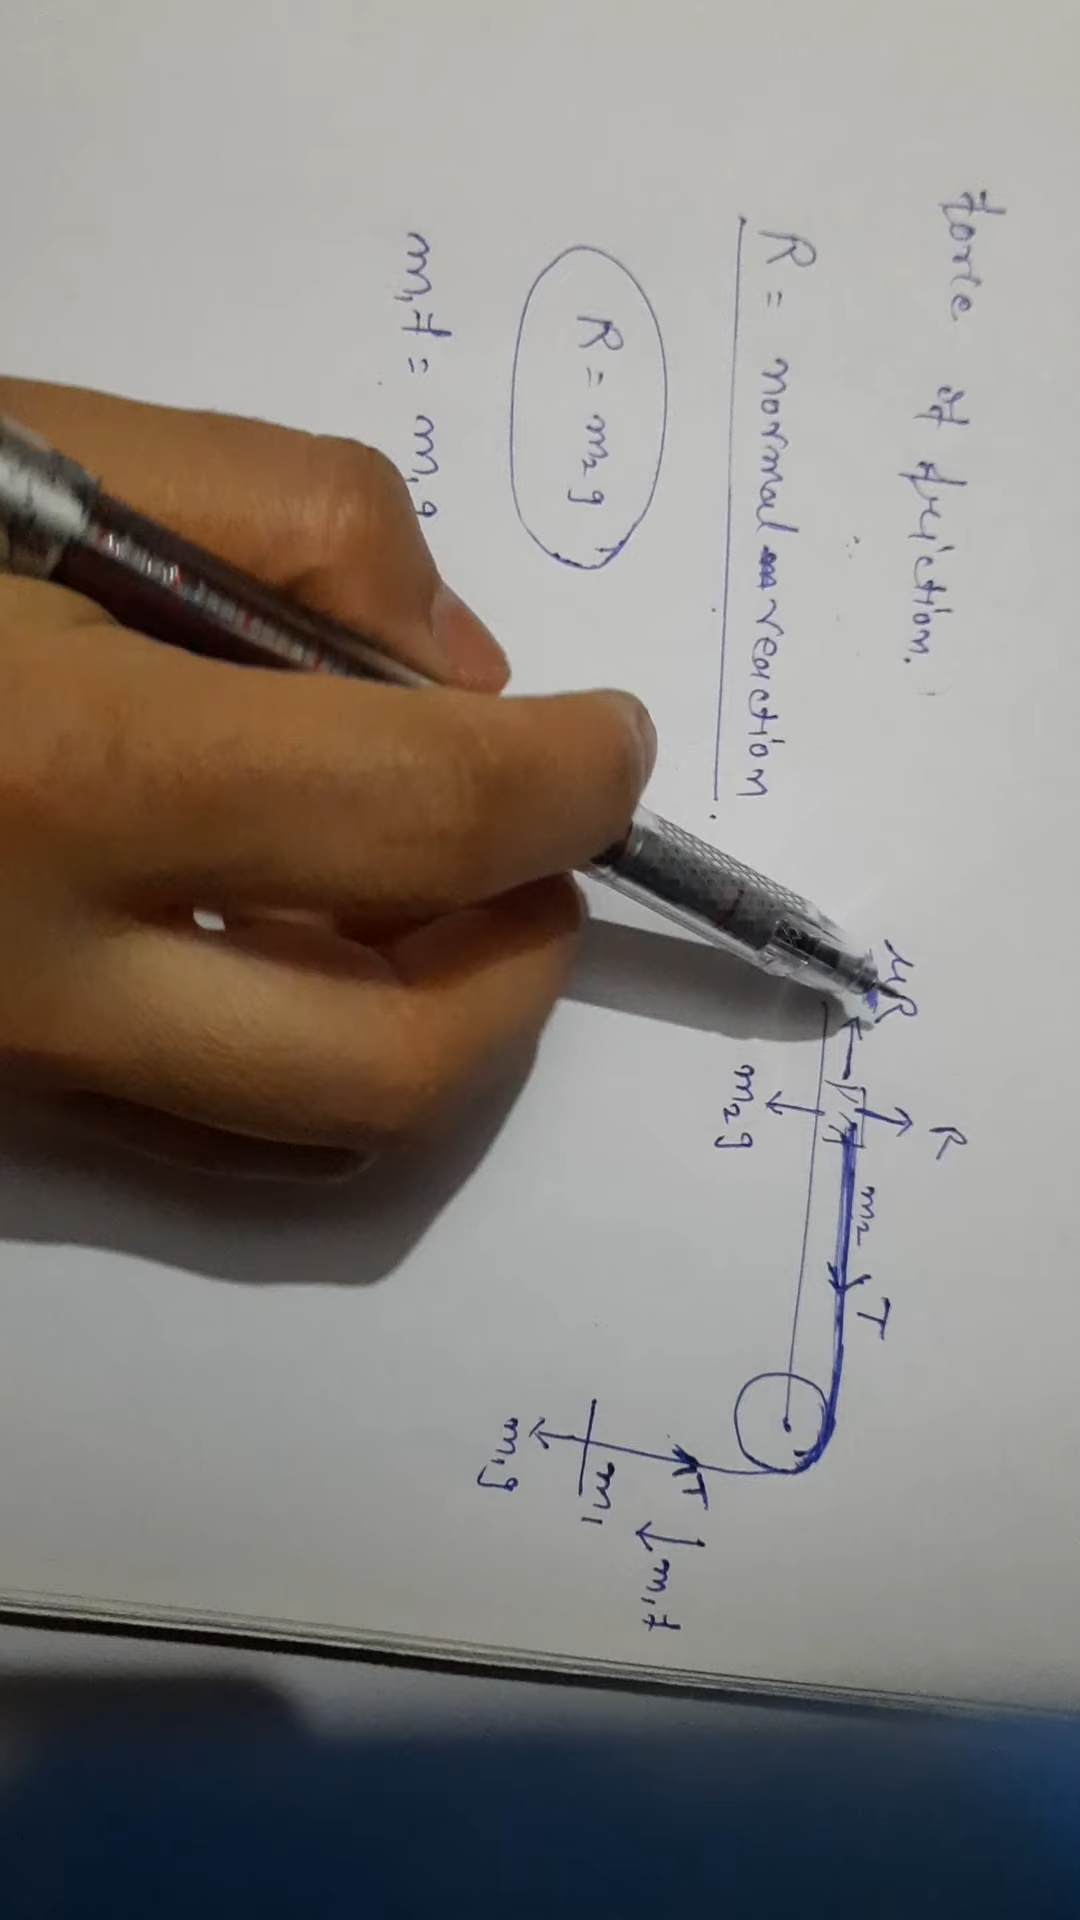 force of friction.
R = normal reaction
R = m₂g
m₁f = m₁g
μR
R
m₂
T
m₂g
T
m₁
m₁f
m₁g